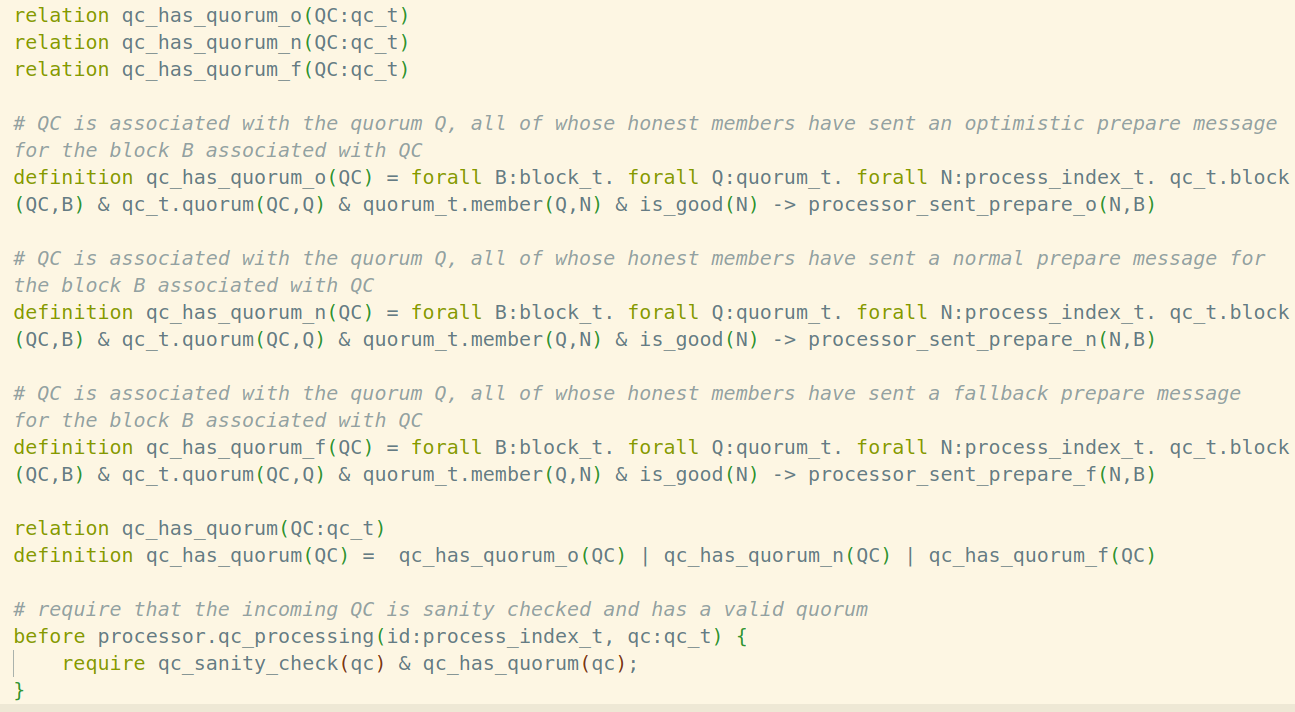 relation qc_has_quorum_o(QC:qc_t)
relation qc_has_quorum_n(QC:qc_t)
relation qc_has_quorum_f(QC:qc_t)

# QC is associated with the quorum Q, all of whose honest members have sent an optimistic prepare message
for the block B associated with QC
definition qc_has_quorum_o(QC) = forall B:block_t. forall Q:quorum_t. forall N:process_index_t. qc_t.block
(QC,B) & qc_t.quorum(QC,Q) & quorum_t.member(Q,N) & is_good(N) -> processor_sent_prepare_o(N,B)

# QC is associated with the quorum Q, all of whose honest members have sent a normal prepare message for
the block B associated with QC
definition qc_has_quorum_n(QC) = forall B:block_t. forall Q:quorum_t. forall N:process_index_t. qc_t.block
(QC,B) & qc_t.quorum(QC,Q) & quorum_t.member(Q,N) & is_good(N) -> processor_sent_prepare_n(N,B)

# QC is associated with the quorum Q, all of whose honest members have sent a fallback prepare message
for the block B associated with QC
definition qc_has_quorum_f(QC) = forall B:block_t. forall Q:quorum_t. forall N:process_index_t. qc_t.block
(QC,B) & qc_t.quorum(QC,Q) & quorum_t.member(Q,N) & is_good(N) -> processor_sent_prepare_f(N,B)

relation qc_has_quorum(QC:qc_t)
definition qc_has_quorum(QC) =  qc_has_quorum_o(QC) | qc_has_quorum_n(QC) | qc_has_quorum_f(QC)

# require that the incoming QC is sanity checked and has a valid quorum
before processor.qc_processing(id:process_index_t, qc:qc_t) {
    require qc_sanity_check(qc) & qc_has_quorum(qc);
}